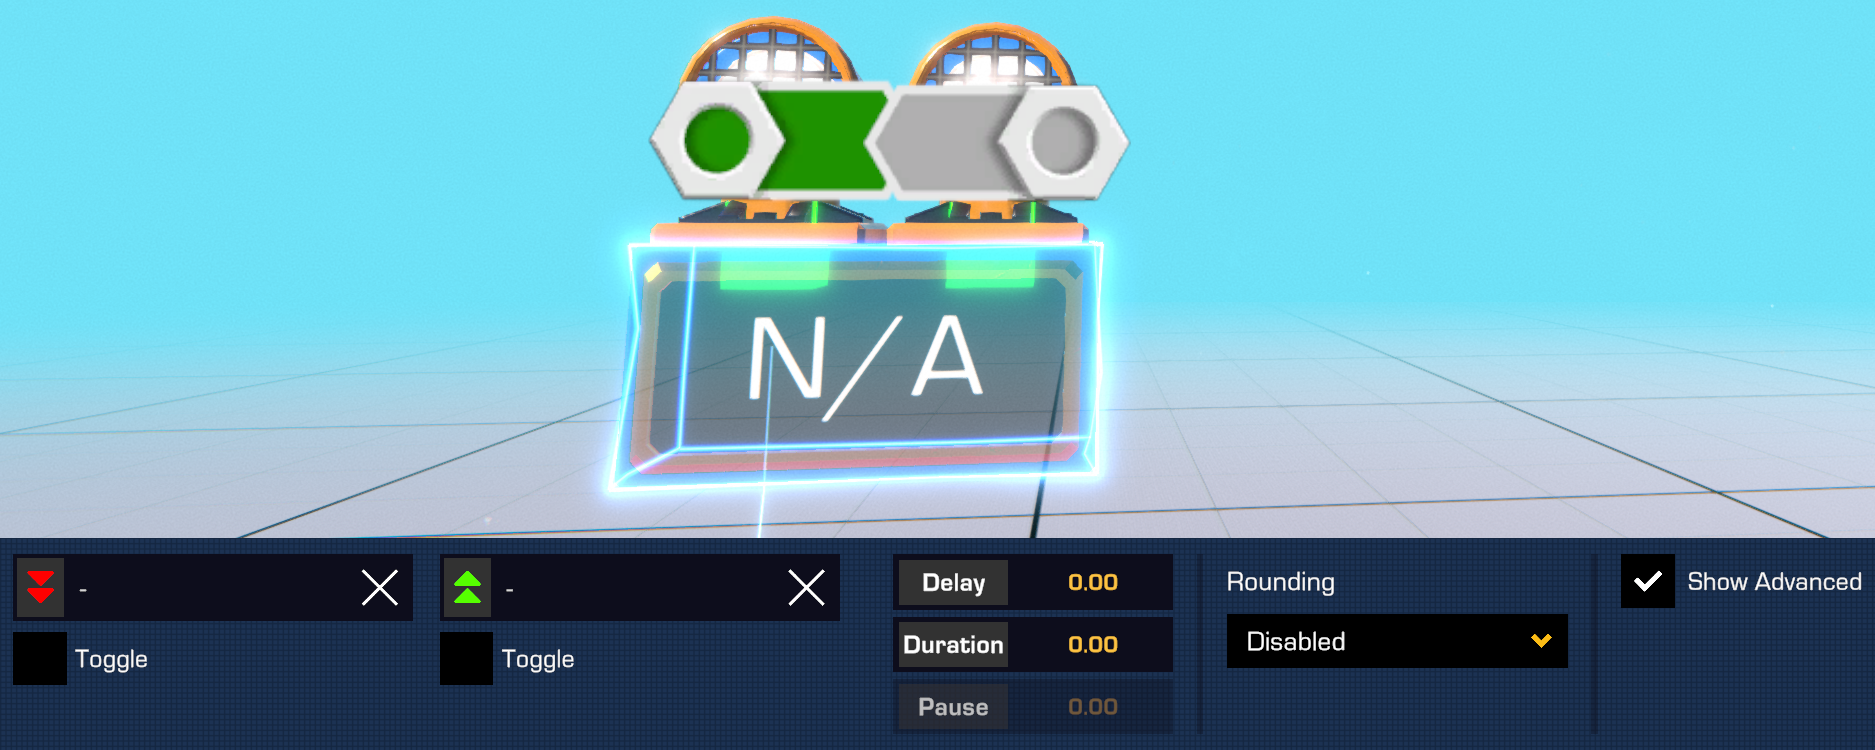 N/A
-
Toggle
-
Toggle
Delay 0.00
Duration 0.00
Pause 0.00
Rounding
Disabled
Show Advanced